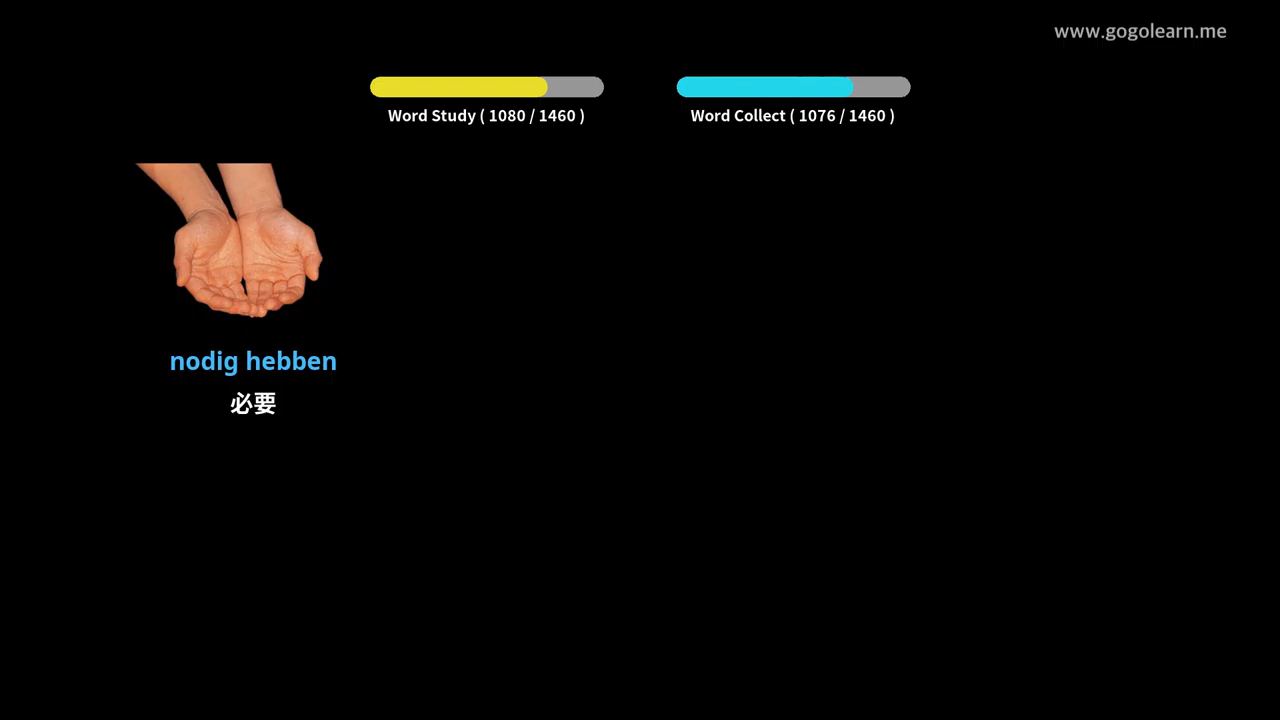 www.gogolearn.me
Word Study ( 1080 / 1460 )
Word Collect ( 1076 / 1460 )
nodig hebben
必要